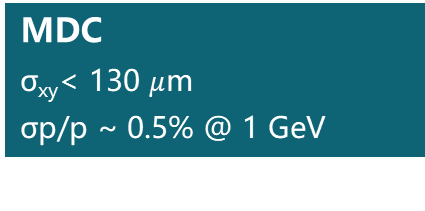 MDC
σxy< 130 𝜇m
σp/p ~ 0.5% @ 1 GeV